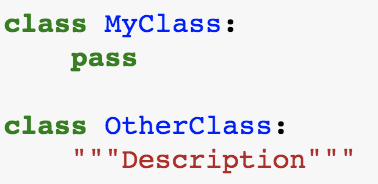 class MyClass:
    pass

class OtherClass:
    """Description"""